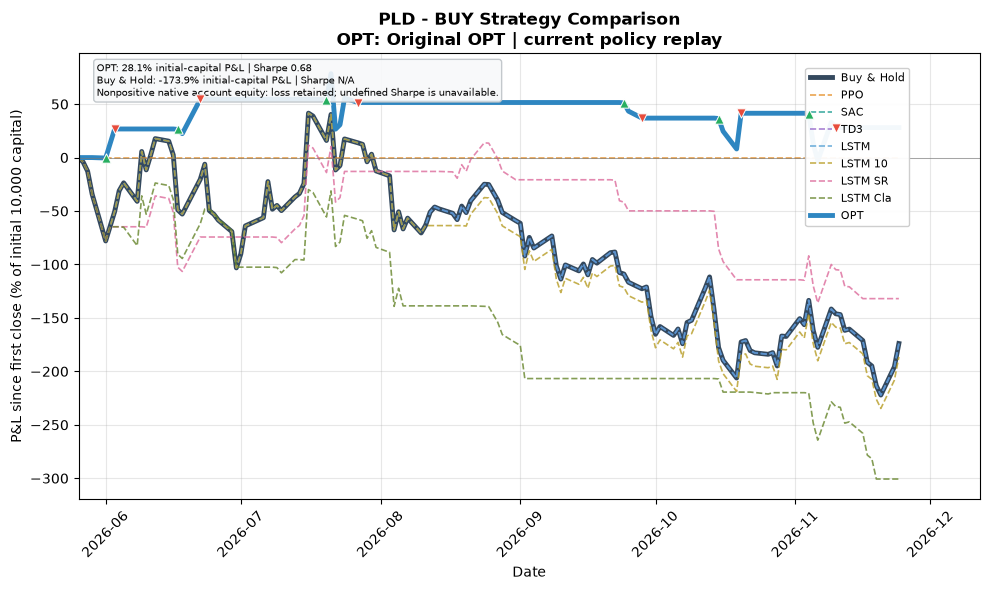 PLD - BUY Strategy Comparison
OPT: Original OPT | current policy replay
OPT: 28.1% initial-capital P&L | Sharpe 0.68
Buy & Hold: -173.9% initial-capital P&L | Sharpe N/A
Nonpositive native account equity: loss retained; undefined Sharpe is unavailable.
Buy & Hold
PPO
SAC
TD3
LSTM
LSTM 10
LSTM SR
LSTM Cla
OPT
P&L since first close (% of initial 10,000 capital)
50
0
−50
−100
−150
−200
−250
−300
2026-06
2026-07
2026-08
2026-09
2026-10
2026-11
2026-12
Date